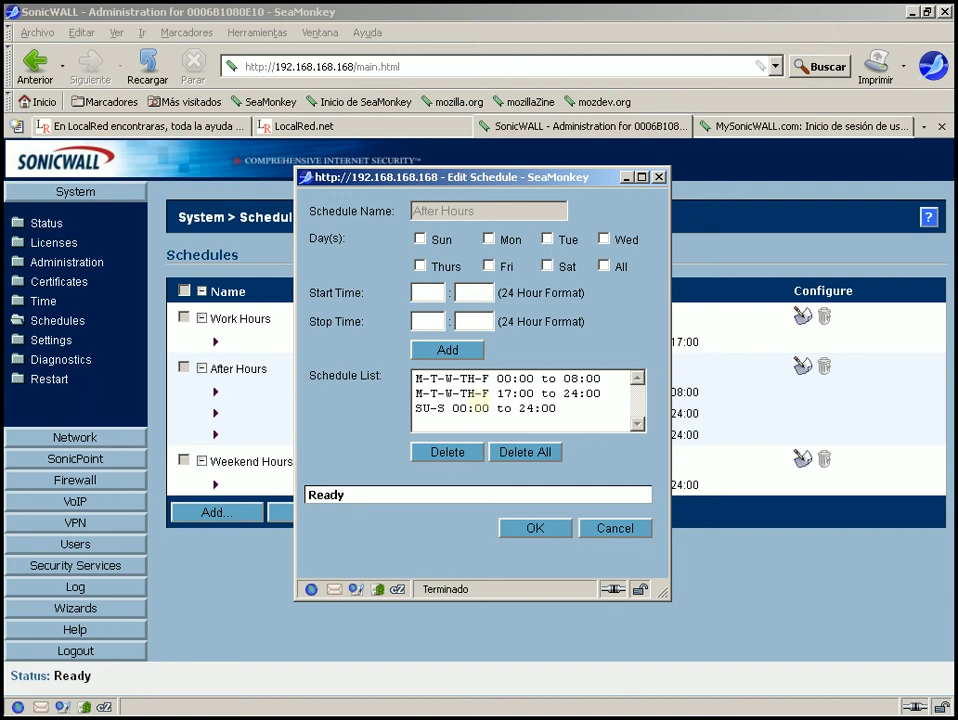 SonicWALL - Administration for 0006B1080E10 - SeaMonkey
Archivo Editar Ver Ir Marcadores Herramientas Ventana Ayuda
Anterior Siguiente Recargar Parar http://192.168.168.168/main.html Buscar Imprimir
Inicio Marcadores Más visitados SeaMonkey Inicio de SeaMonkey mozilla.org mozillaZine mozdev.org
En LocalRed encontraras, toda la ayuda ... LocalRed.net SonicWALL - Administration for 0006B108... MySonicWALL.com: Inicio de sesión de us...
SONICWALL COMPREHENSIVE INTERNET SECURITY™
System
Status
Licenses
Administration
Certificates
Time
Schedules
Settings
Diagnostics
Restart
Network
SonicPoint
Firewall
VoIP
VPN
Users
Security Services
Log
Wizards
Help
Logout
System > Schedul
?
Schedules
Name Configure
Work Hours
17:00
After Hours
08:00
24:00
24:00
Weekend Hours
24:00
Add...
http://192.168.168.168 - Edit Schedule - SeaMonkey
Schedule Name: After Hours
Day(s): Sun Mon Tue Wed
Thurs Fri Sat All
Start Time: : (24 Hour Format)
Stop Time: : (24 Hour Format)
Add
Schedule List: M-T-W-TH-F 00:00 to 08:00
M-T-W-TH-F 17:00 to 24:00
SU-S 00:00 to 24:00
Delete Delete All
Ready
OK Cancel
Terminado
Status: Ready